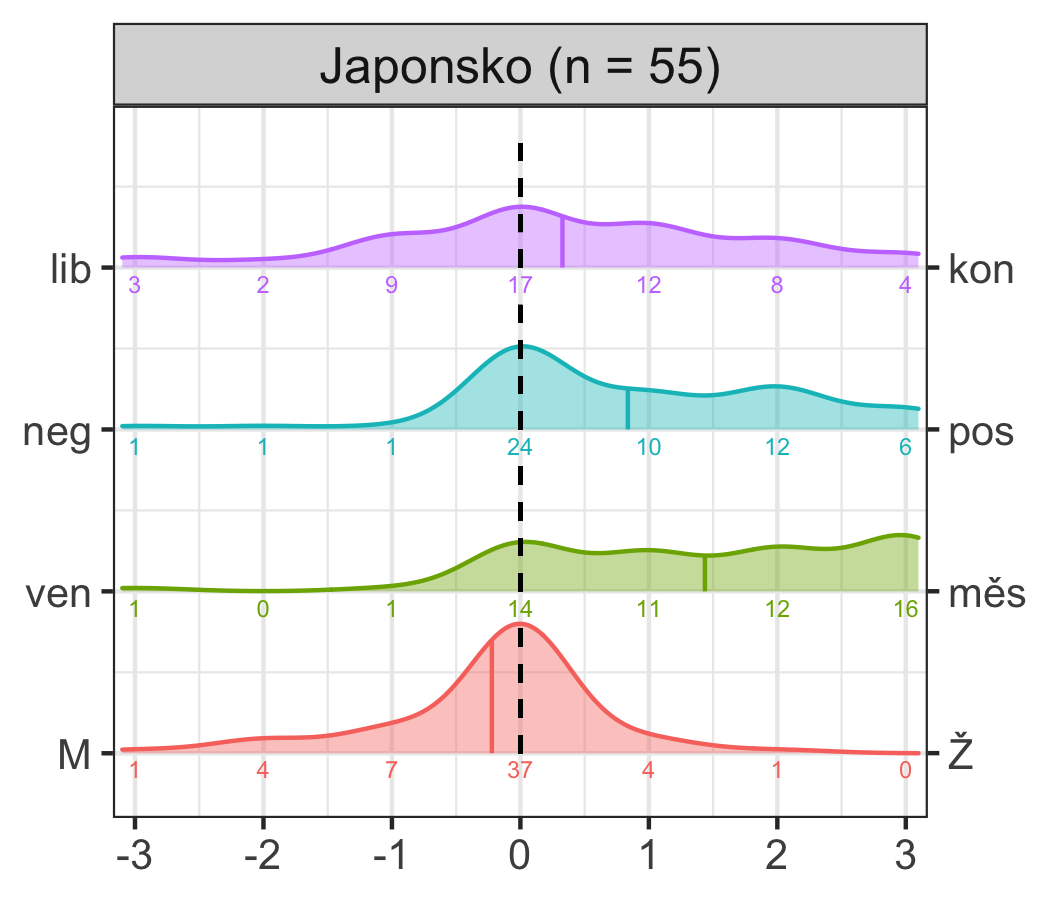 Japonsko (n = 55)
lib kon
3 2 9 17 12 8 4
neg pos
1 1 1 24 10 12 6
ven měs
1 0 1 14 11 12 16
M Ž
1 4 7 37 4 1 0
-3 -2 -1 0 1 2 3